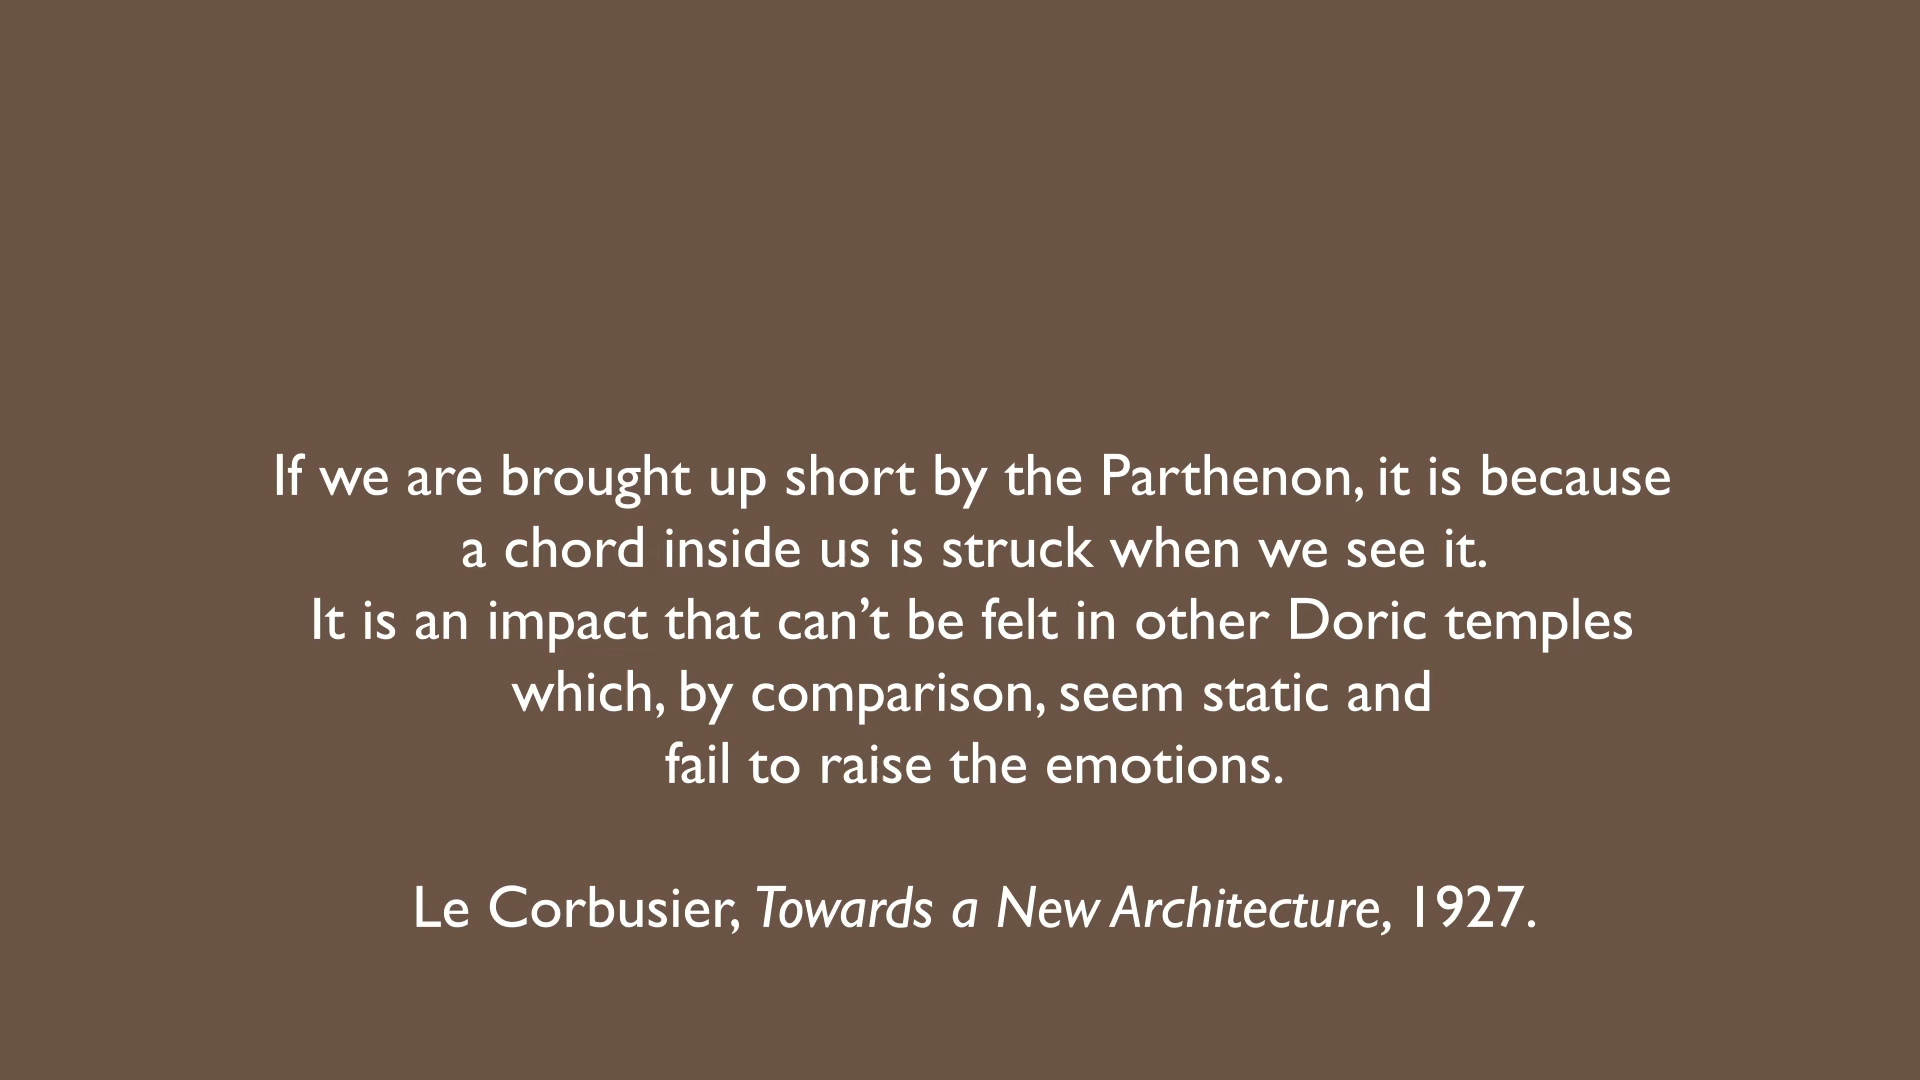 If we are brought up short by the Parthenon, it is because
a chord inside us is struck when we see it.
It is an impact that can’t be felt in other Doric temples
which, by comparison, seem static and
fail to raise the emotions.
Le Corbusier, Towards a New Architecture, 1927.